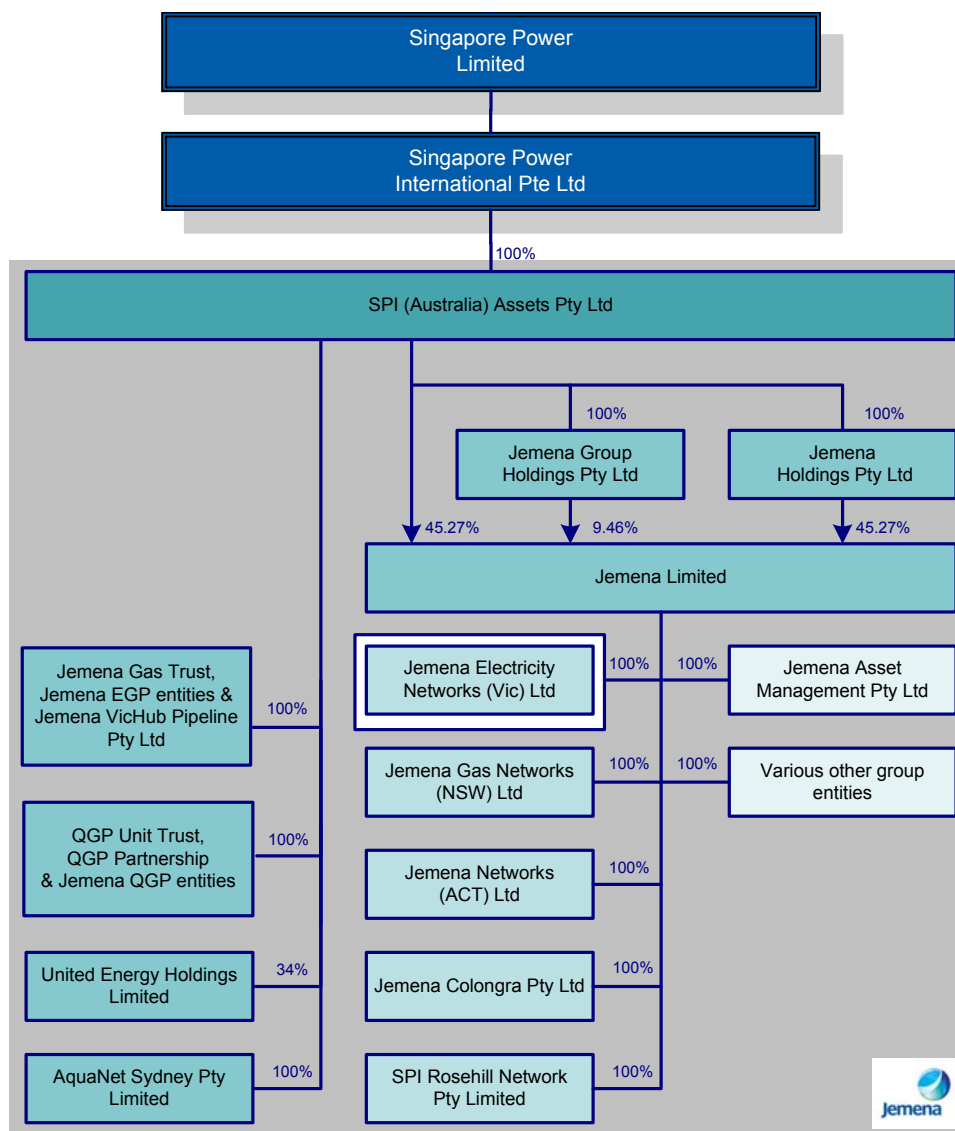 Singapore Power
Limited
Singapore Power
International Pte Ltd
100%
SPI (Australia) Assets Pty Ltd
100%
100%
Jemena Group
Holdings Pty Ltd
Jemena
Holdings Pty Ltd
45.27%
9.46%
45.27%
Jemena Limited
Jemena Gas Trust,
Jemena EGP entities &
Jemena VicHub Pipeline
Pty Ltd
100%
Jemena Electricity
Networks (Vic) Ltd
100%
100%
Jemena Asset
Management Pty Ltd
Jemena Gas Networks
(NSW) Ltd
100%
100%
Various other group
entities
QGP Unit Trust,
QGP Partnership
& Jemena QGP entities
100%
Jemena Networks
(ACT) Ltd
100%
United Energy Holdings
Limited
34%
Jemena Colongra Pty Ltd
100%
AquaNet Sydney Pty
Limited
100%
SPI Rosehill Network
Pty Limited
100%
Jemena